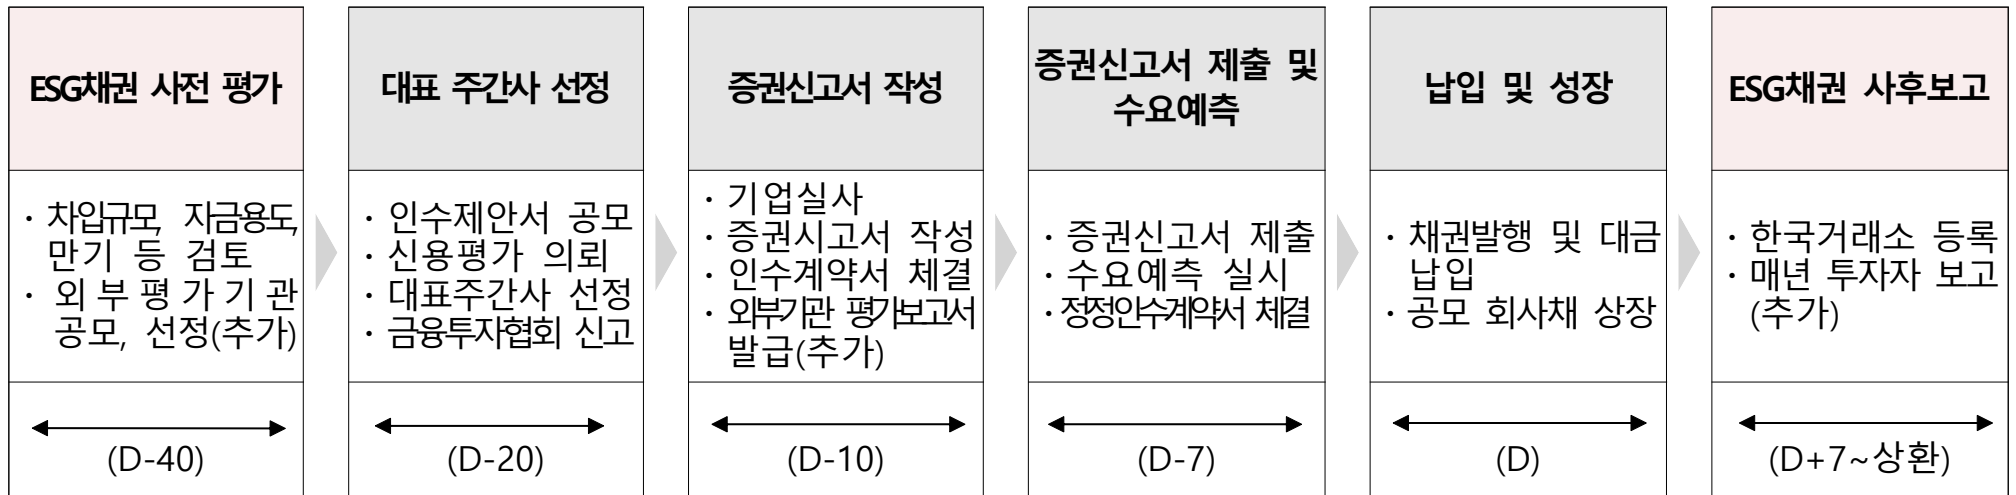 ESG채권 사전 평가
· 차입규모, 자금용도,
만기 등 검토
· 외부평가기관
공모, 선정(추가)
(D-40)
대표 주간사 선정
· 인수제안서 공모
· 신용평가 의뢰
· 대표주간사 선정
· 금융투자협회 신고
(D-20)
증권신고서 작성
· 기업실사
· 증권시고서 작성
· 인수계약서 체결
· 외부기관 평가보고서
발급(추가)
(D-10)
증권신고서 제출 및
수요예측
· 증권신고서 제출
· 수요예측 실시
· 정정인수계약서 체결
(D-7)
납입 및 성장
· 채권발행 및 대금
납입
· 공모 회사채 상장
(D)
ESG채권 사후보고
· 한국거래소 등록
· 매년 투자자 보고
(추가)
(D+7~상환)